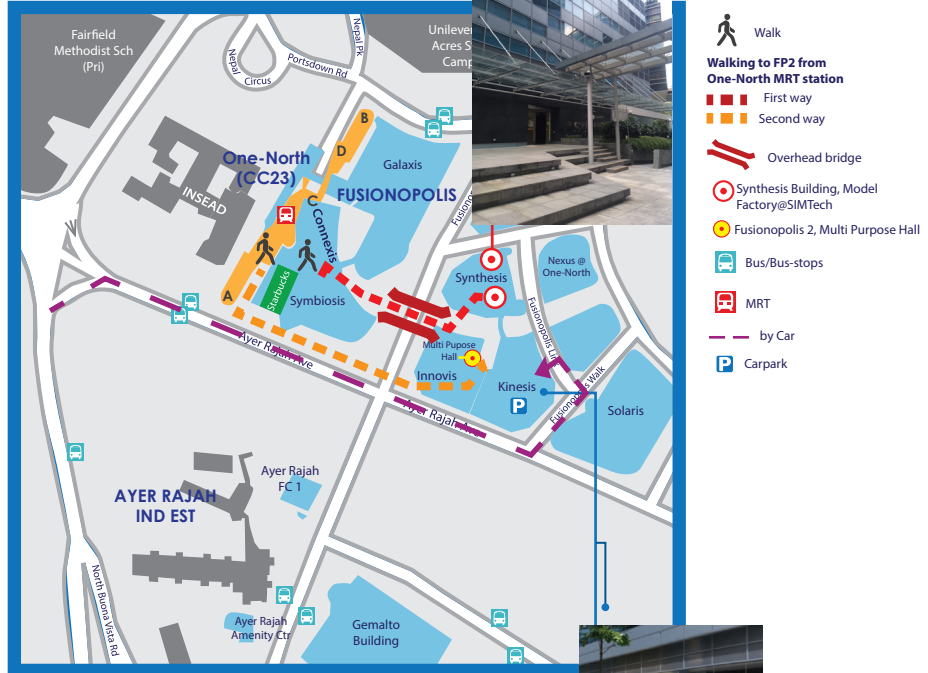 Fairfield
Methodist Sch
(Pri)
Nepal
Circus
Portsdown Rd
Nepal Pk
Unilever
Acres S
Camp
B
D
One-North
(CC23)
Galaxis
FUSIONOPOLIS
INSEAD
C
Connexis
A
Starbucks
Symbiosis
Synthesis
Nexus @
One-North
Fusionopolis Link
Multi Pupose
Hall
Innovis
Kinesis
P
Fusionopolis Walk
Solaris
Ayer Rajah Ave
Ayer Rajah Ave
Ayer Rajah
FC 1
AYER RAJAH
IND EST
North Buona Vista Rd
Ayer Rajah
Amenity Ctr
Gemalto
Building
Walk
Walking to FP2 from
One-North MRT station
First way
Second way
Overhead bridge
Synthesis Building, Model
Factory@SIMTech
Fusionopolis 2, Multi Purpose Hall
Bus/Bus-stops
MRT
by Car
P
Carpark